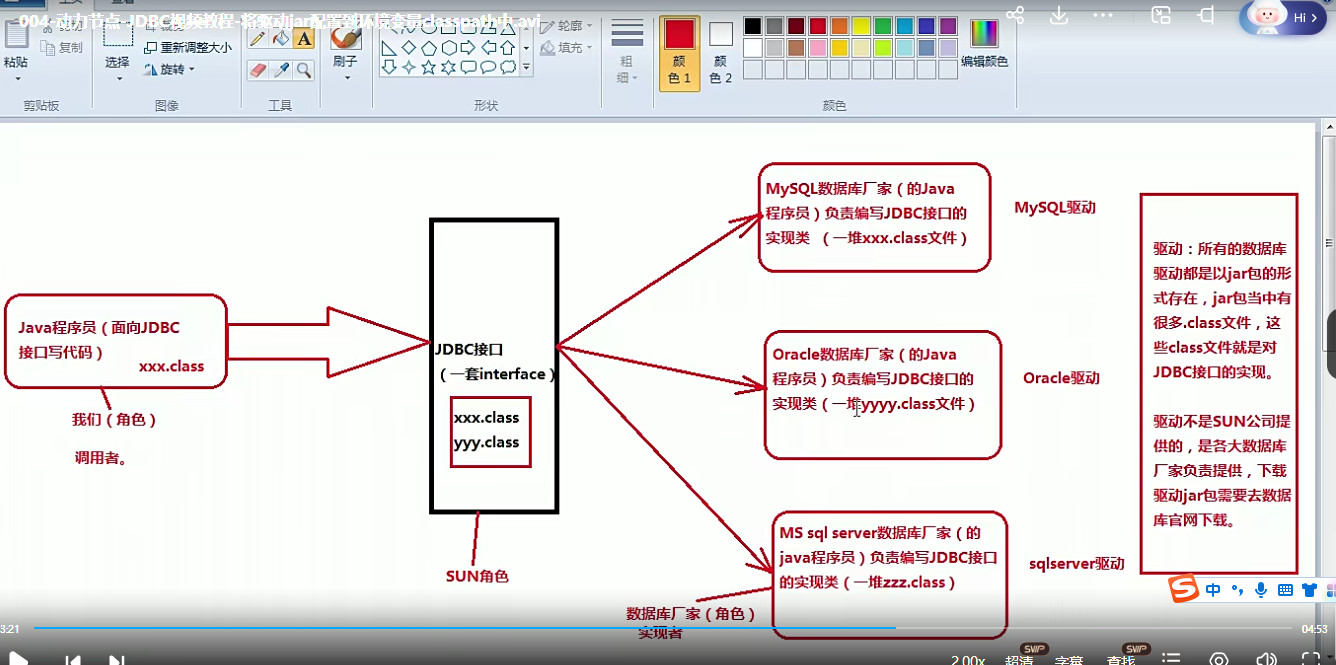 004-动力节点-JDBC视频教程-将驱动jar配置到环境变量classpath中.avi
Hi >
粘贴
复制
剪贴板
选择
重新调整大小
旋转
图像
工具
刷子
形状
轮廓
填充
粗
细
颜
色 1
颜
色 2
颜色
编辑颜色
Java程序员（面向JDBC
接口写代码）
xxx.class
我们（角色）
调用者。
JDBC接口
（一套interface）
xxx.class
yyy.class
SUN角色
MySQL数据库厂家（的Java
程序员）负责编写JDBC接口的
实现类 （一堆xxx.class文件）
MySQL驱动
Oracle数据库厂家（的Java
程序员）负责编写JDBC接口的
实现类（一堆yyyy.class文件）
Oracle驱动
MS sql server数据库厂家（的
java程序员）负责编写JDBC接口
的实现类（一堆zzz.class）
sqlserver驱动
数据库厂家（角色）
实现者
驱动：所有的数据库
驱动都是以jar包的形
式存在，jar包当中有
很多.class文件，这
些class文件就是对
JDBC接口的实现。
驱动不是SUN公司提
供的，是各大数据库
厂家负责提供，下载
驱动jar包需要去数据
库官网下载。
中
3:21
04:53
2.00x
超清
SWP
字幕
查找
SWP